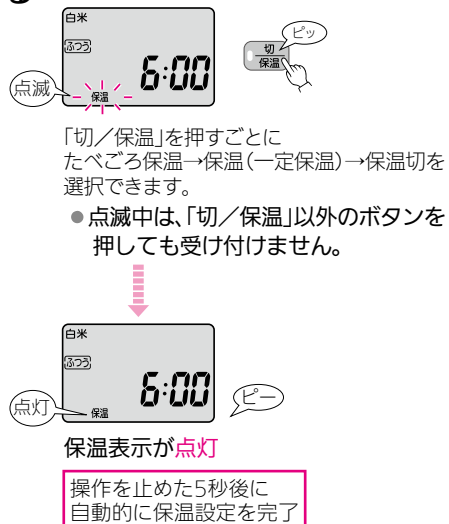 白米
ふつう
6:00
保温
点滅
切
保温
ピッ
「切／保温」を押すごとに
たべごろ保温→保温(一定保温)→保温切を
選択できます。
●点滅中は、「切／保温」以外のボタンを
押しても受け付けません。
白米
ふつう
6:00
保温
点灯
ピー
保温表示が点灯
操作を止めた5秒後に
自動的に保温設定を完了